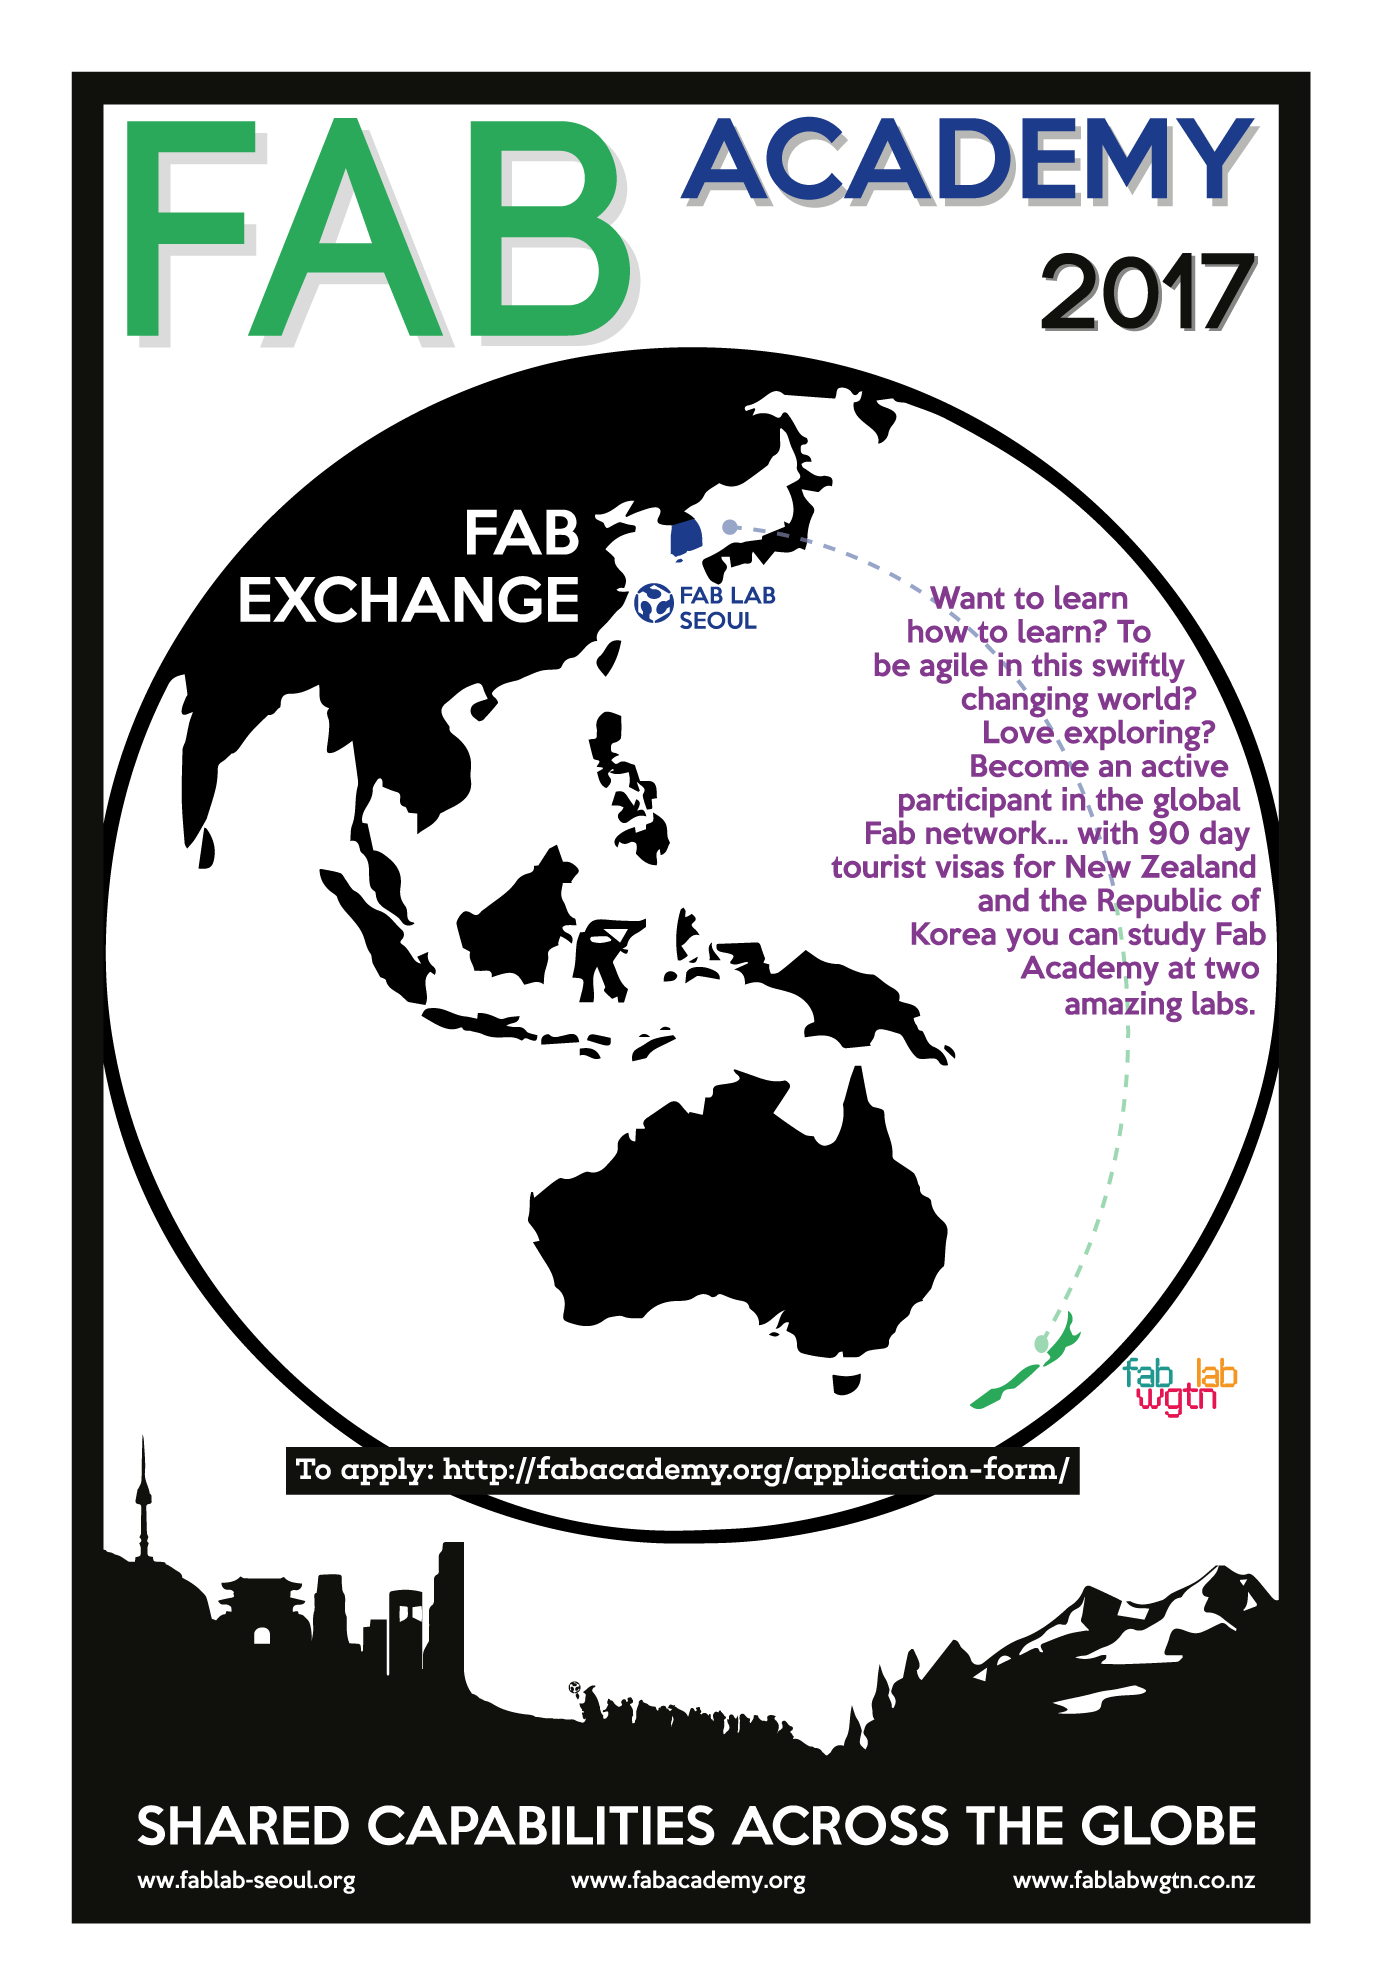 FAB
ACADEMY
2017
FAB
EXCHANGE
FAB LAB
SEOUL
Want to learn
how to learn? To
be agile in this swiftly
changing world?
Love exploring?
Become an active
participant in the global
Fab network... with 90 day
tourist visas for New Zealand
and the Republic of
Korea you can study Fab
Academy at two
amazing labs.
fab lab
wgtn
To apply: http://fabacademy.org/application-form/
SHARED CAPABILITIES ACROSS THE GLOBE
ww.fablab-seoul.org
www.fabacademy.org
www.fablabwgtn.co.nz